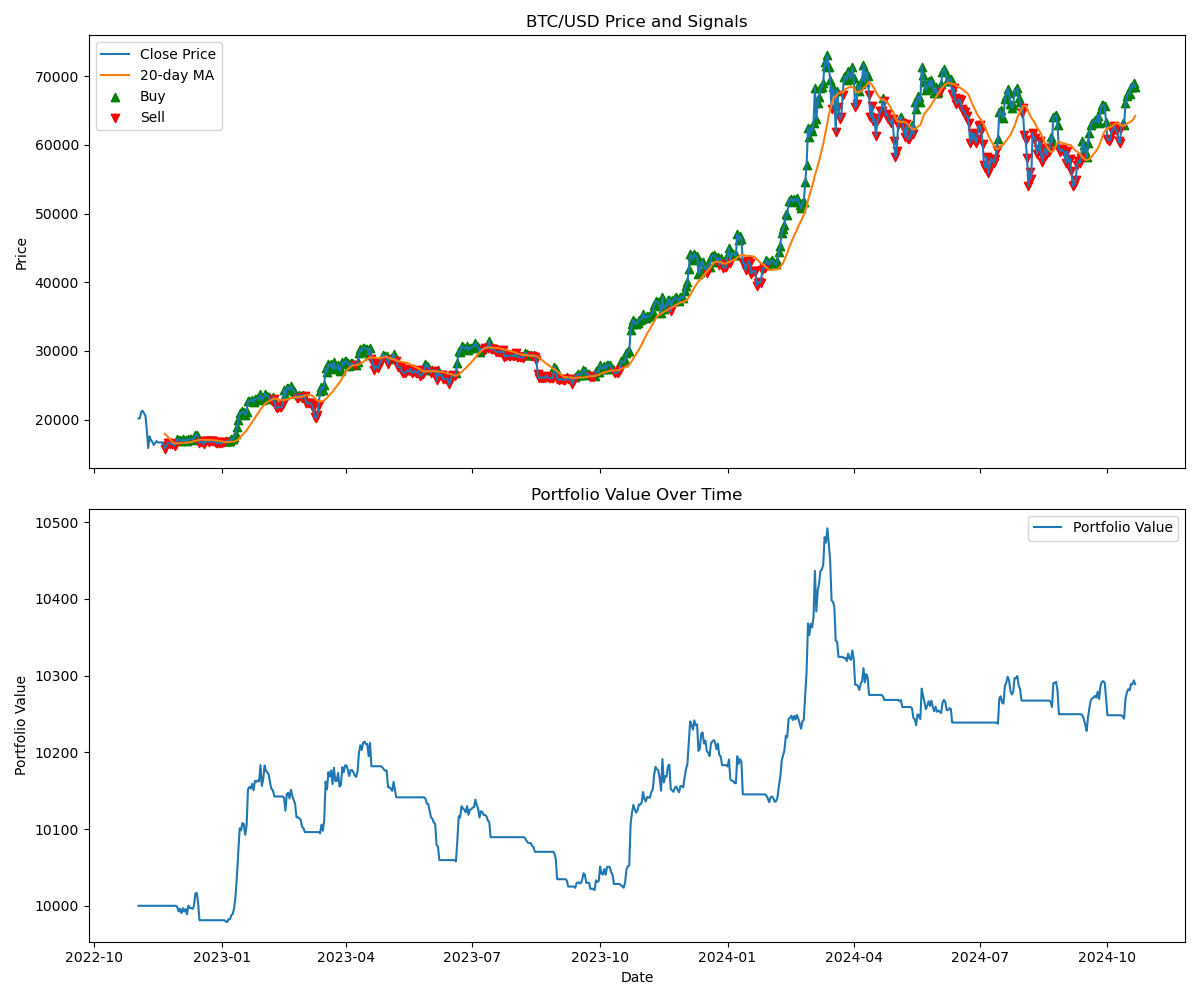 BTC/USD Price and Signals
Close Price
20-day MA
Buy
Sell
Price
70000
60000
50000
40000
30000
20000
Portfolio Value Over Time
Portfolio Value
Portfolio Value
10500
10400
10300
10200
10100
10000
2022-10 2023-01 2023-04 2023-07 2023-10 2024-01 2024-04 2024-07 2024-10
Date